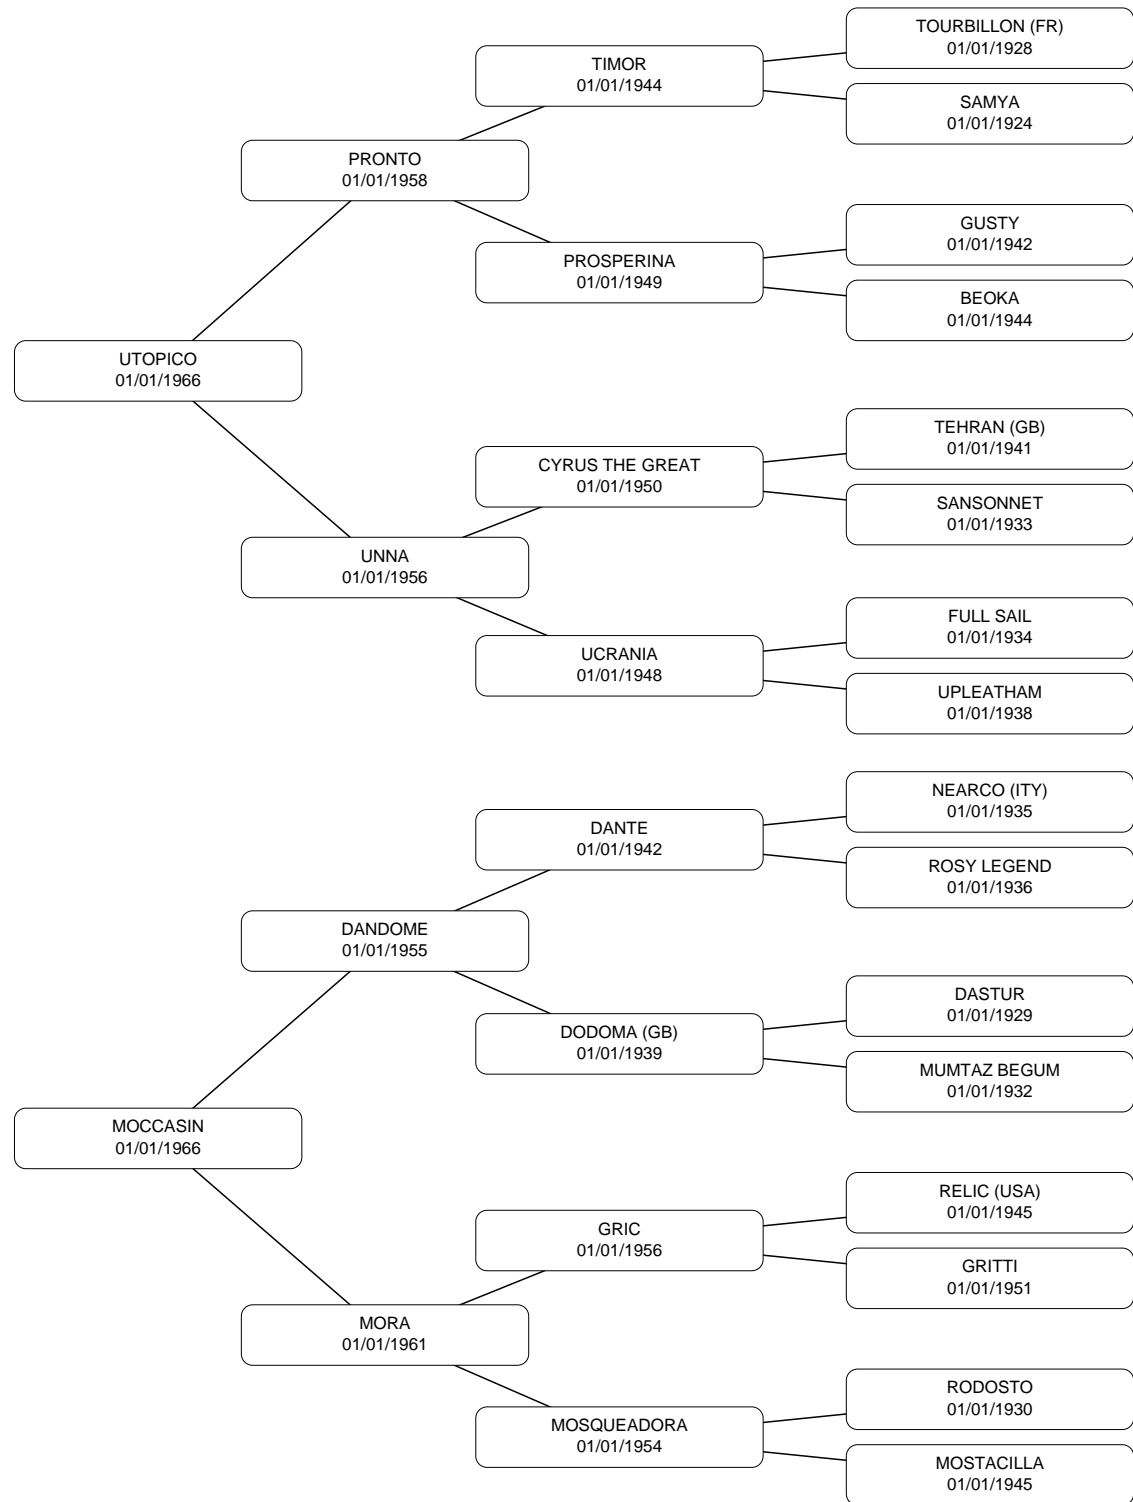 TOURBILLON (FR)
01/01/1928
TIMOR
01/01/1944
SAMYA
01/01/1924
PRONTO
01/01/1958
GUSTY
01/01/1942
PROSPERINA
01/01/1949
BEOKA
01/01/1944
UTOPICO
01/01/1966
TEHRAN (GB)
01/01/1941
CYRUS THE GREAT
01/01/1950
SANSONNET
01/01/1933
UNNA
01/01/1956
FULL SAIL
01/01/1934
UCRANIA
01/01/1948
UPLEATHAM
01/01/1938
NEARCO (ITY)
01/01/1935
DANTE
01/01/1942
ROSY LEGEND
01/01/1936
DANDOME
01/01/1955
DASTUR
01/01/1929
DODOMA (GB)
01/01/1939
MUMTAZ BEGUM
01/01/1932
MOCCASIN
01/01/1966
RELIC (USA)
01/01/1945
GRIC
01/01/1956
GRITTI
01/01/1951
MORA
01/01/1961
RODOSTO
01/01/1930
MOSQUEADORA
01/01/1954
MOSTACILLA
01/01/1945